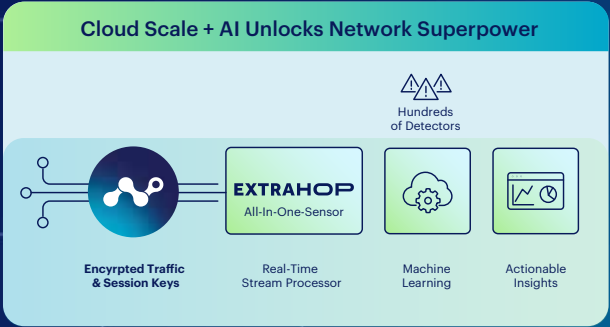 Cloud Scale + AI Unlocks Network Superpower
Hundreds
of Detectors
EXTRAHOP
All-In-One-Sensor
Encyrpted Traffic
& Session Keys
Real-Time
Stream Processor
Machine
Learning
Actionable
Insights